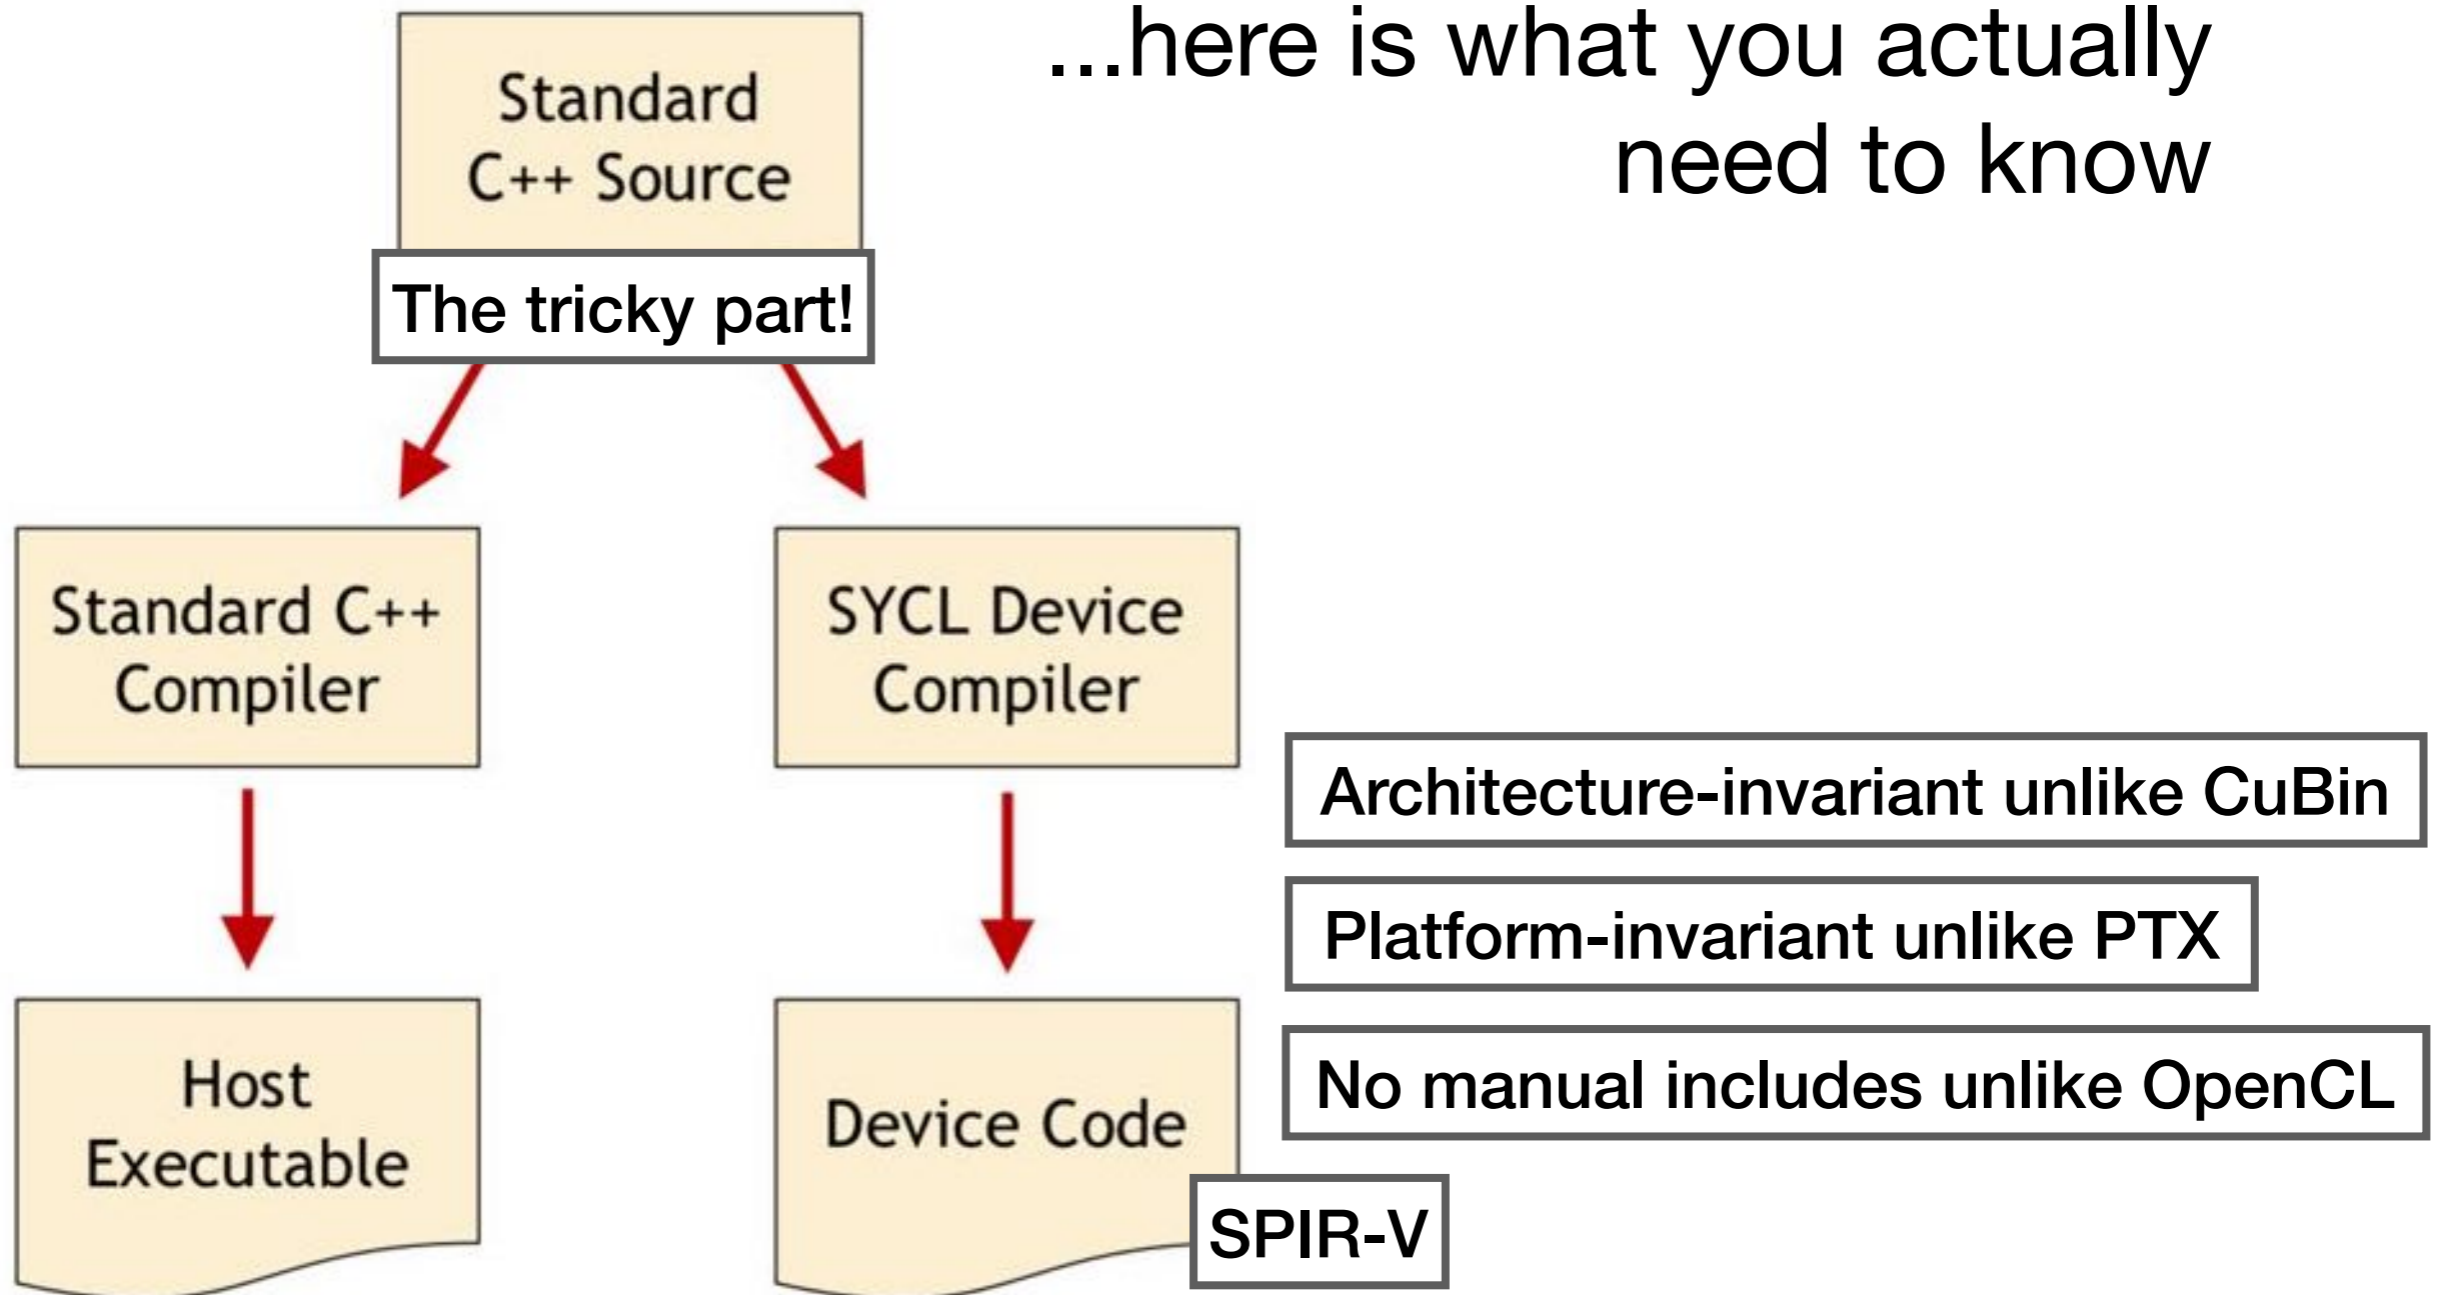 ...here is what you actually
need to know
Standard
C++ Source
The tricky part!
Standard C++
Compiler
SYCL Device
Compiler
Architecture-invariant unlike CuBin
Platform-invariant unlike PTX
No manual includes unlike OpenCL
Host
Executable
Device Code
SPIR-V